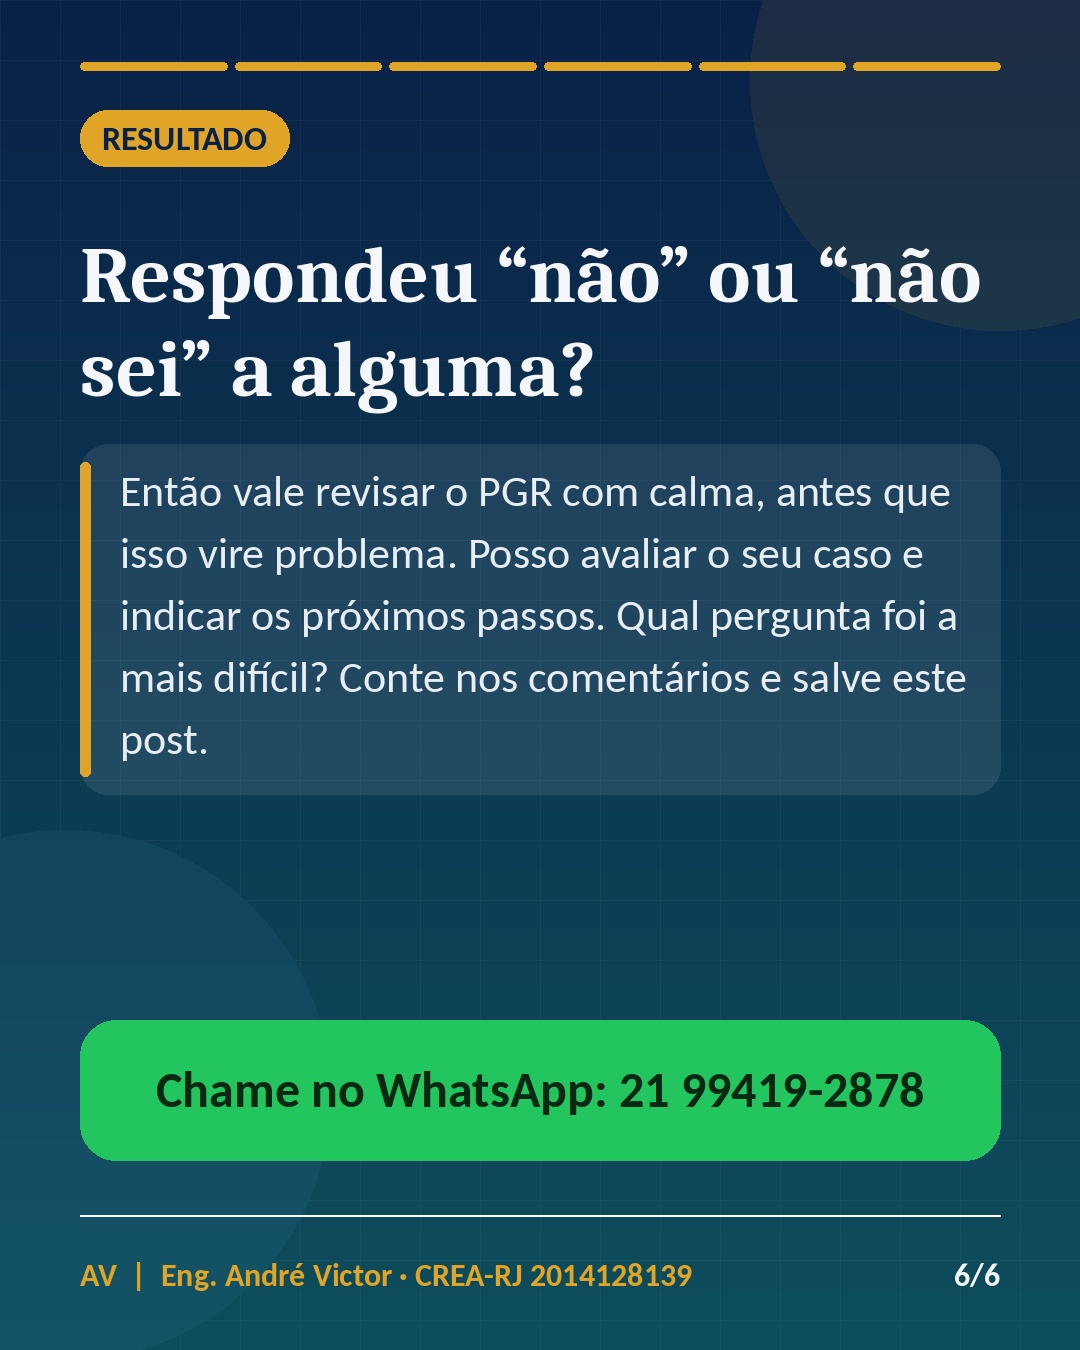 RESULTADO
Respondeu “não” ou “não
sei” a alguma?
Então vale revisar o PGR com calma, antes que
isso vire problema. Posso avaliar o seu caso e
indicar os próximos passos. Qual pergunta foi a
mais difícil? Conte nos comentários e salve este
post.
Chame no WhatsApp: 21 99419-2878
AV | Eng. André Victor · CREA-RJ 2014128139
6/6